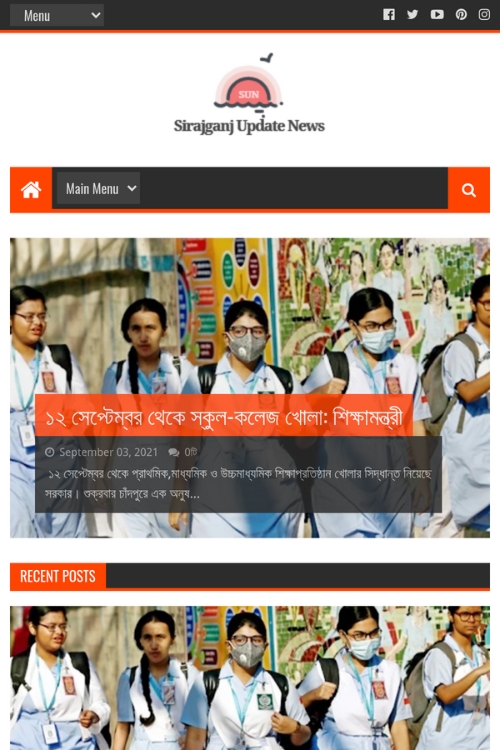 Menu
SUN
Sirajganj Update News
Main Menu
১২ সেপ্টেম্বর থেকে স্কুল-কলেজ খোলা: শিক্ষামন্ত্রী
September 03, 2021 0টি
১২ সেপ্টেম্বর থেকে প্রাথমিক,মাধ্যমিক ও উচ্চমাধ্যমিক শিক্ষাপ্রতিষ্ঠান খোলার সিদ্ধান্ত নিয়েছে
সরকার। শুক্রবার চাঁদপুরে এক অনুষ...
RECENT POSTS